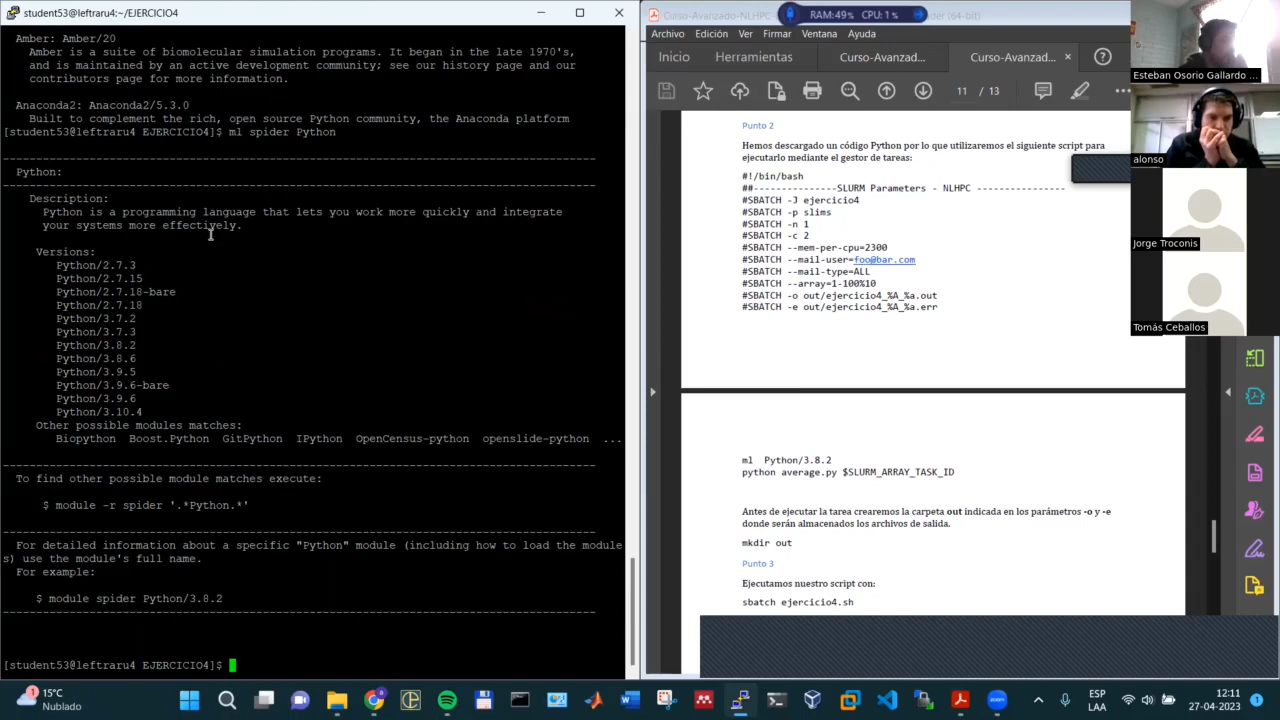 student53@leftraru4:~/EJERCICIO4
Amber: Amber/20
Amber is a suite of biomolecular simulation programs. It began in the late 1970's,
and is maintained by an active development community; see our history page and our
contributors page for more information.
Anaconda2: Anaconda2/5.3.0
Built to complement the rich, open source Python community, the Anaconda platform
[student53@leftraru4 EJERCICIO4]$ ml spider Python
Python:
Description:
Python is a programming language that lets you work more quickly and integrate
your systems more effectively.
Versions:
Python/2.7.3
Python/2.7.15
Python/2.7.18-bare
Python/2.7.18
Python/3.7.2
Python/3.7.3
Python/3.8.2
Python/3.8.6
Python/3.9.5
Python/3.9.6-bare
Python/3.9.6
Python/3.10.4
Other possible modules matches:
Biopython Boost.Python GitPython IPython OpenCensus-python openslide-python ...
To find other possible module matches execute:
$ module -r spider '.*Python.*'
For detailed information about a specific "Python" module (including how to load the module
s) use the module's full name.
For example:
$ module spider Python/3.8.2
[student53@leftraru4 EJERCICIO4]$
Curso-Avanzado-NLHPC
RAM:49% CPU: 1%
(64-bit)
Archivo Edición Ver Firmar Ventana Ayuda
Inicio Herramientas Curso-Avanzad... Curso-Avanzad... ×
11 / 13
Punto 2
Hemos descargado un código Python por lo que utilizaremos el siguiente script para
ejecutarlo mediante el gestor de tareas:
#!/bin/bash
##---------------SLURM Parameters - NLHPC ---------------
#SBATCH -J ejercicio4
#SBATCH -p slims
#SBATCH -n 1
#SBATCH -c 2
#SBATCH --mem-per-cpu=2300
#SBATCH --mail-user=foo@bar.com
#SBATCH --mail-type=ALL
#SBATCH --array=1-100%10
#SBATCH -o out/ejercicio4_%A_%a.out
#SBATCH -e out/ejercicio4_%A_%a.err
ml Python/3.8.2
python average.py $SLURM_ARRAY_TASK_ID
Antes de ejecutar la tarea crearemos la carpeta out indicada en los parámetros -o y -e
donde serán almacenados los archivos de salida.
mkdir out
Punto 3
Ejecutamos nuestro script con:
sbatch ejercicio4.sh
Esteban Osorio Gallardo ...
alonso
Jorge Troconis
Tomás Ceballos
1
15°C
Nublado
ESP
LAA
12:11
27-04-2023